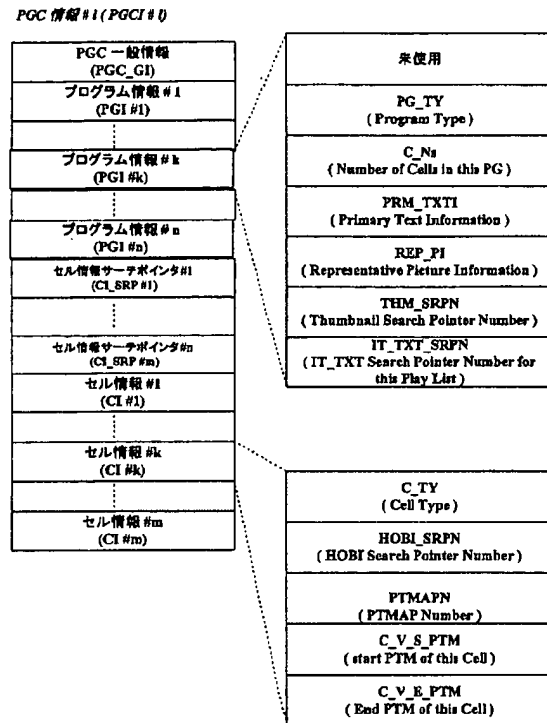 PGC 情報 # i ( PGCI # i)
PGC 一般情報
(PGC_GI)
プログラム情報 # 1
(PGI #1)
プログラム情報 # k
(PGI #k)
プログラム情報 # n
(PGI #n)
セル情報サーチポインタ#1
(CI_SRP #1)
セル情報サーチポインタ#n
(CI_SRP #m)
セル情報 #1
(CI #1)
セル情報 #k
(CI #k)
セル情報 #m
(CI #m)
未使用
PG_TY
( Program Type )
C_Ns
( Number of Cells in this PG )
PRM_TXTI
( Primary Text Information )
REP_PI
( Representative Picture Information )
THM_SRPN
( Thumbnail Search Pointer Number )
IT_TXT_SRPN
( IT_TXT Search Pointer Number for
this Play List )
C_TY
( Cell Type )
HOBI_SRPN
( HOBI Search Pointer Number )
PTMAPN
( PTMAP Number )
C_V_S_PTM
( start PTM of this Cell )
C_V_E_PTM
( End PTM of this Cell )